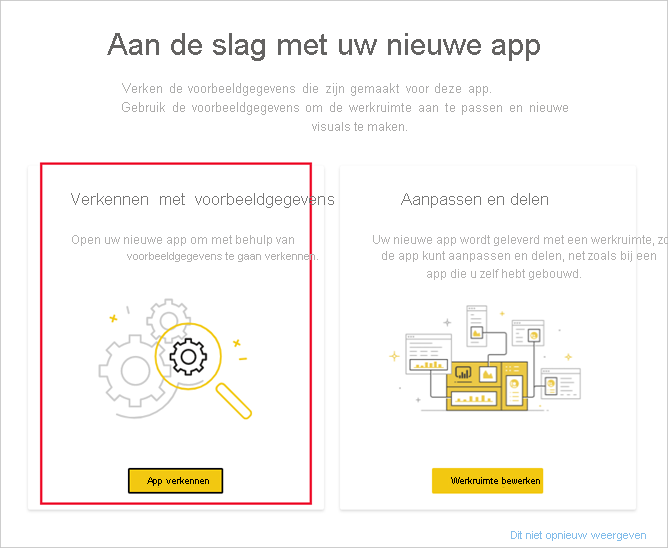 Aan de slag met uw nieuwe app
Verken de voorbeeldgegevens die zijn gemaakt voor deze app.
Gebruik de voorbeeldgegevens om de werkruimte aan te passen en nieuwe
visuals te maken.
Verkennen met voorbeeldgegevens
Open uw nieuwe app om met behulp van
voorbeeldgegevens te gaan verkennen.
App verkennen
Aanpassen en delen
Uw nieuwe app wordt geleverd met een werkruimte, zo
de app kunt aanpassen en delen, net zoals bij een
app die u zelf hebt gebouwd.
Werkruimte bewerken
Dit niet opnieuw weergeven